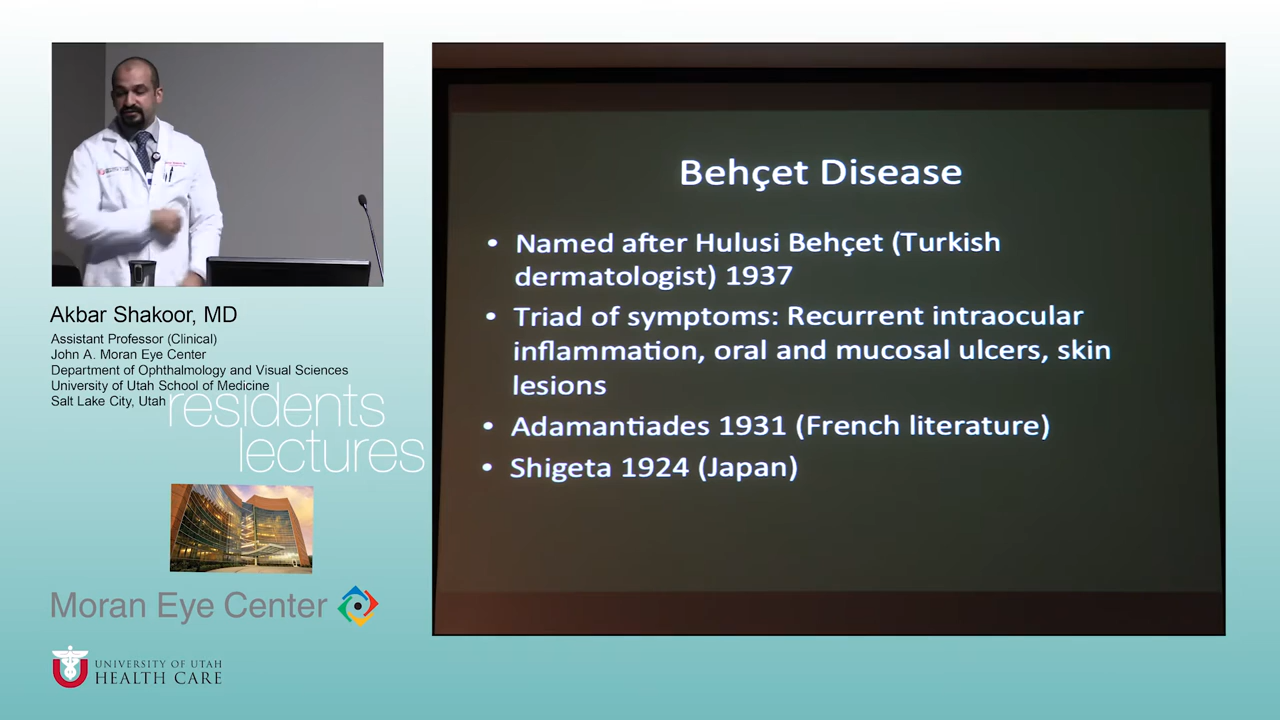 Akbar Shakoor, MD
Assistant Professor (Clinical)
John A. Moran Eye Center
Department of Ophthalmology and Visual Sciences
University of Utah School of Medicine
Salt Lake City, Utah
residents
lectures
Moran Eye Center
UNIVERSITY OF UTAH
HEALTH CARE
Behçet Disease
• Named after Hulusi Behçet (Turkish
dermatologist) 1937
• Triad of symptoms: Recurrent intraocular
inflammation, oral and mucosal ulcers, skin
lesions
• Adamantiades 1931 (French literature)
• Shigeta 1924 (Japan)